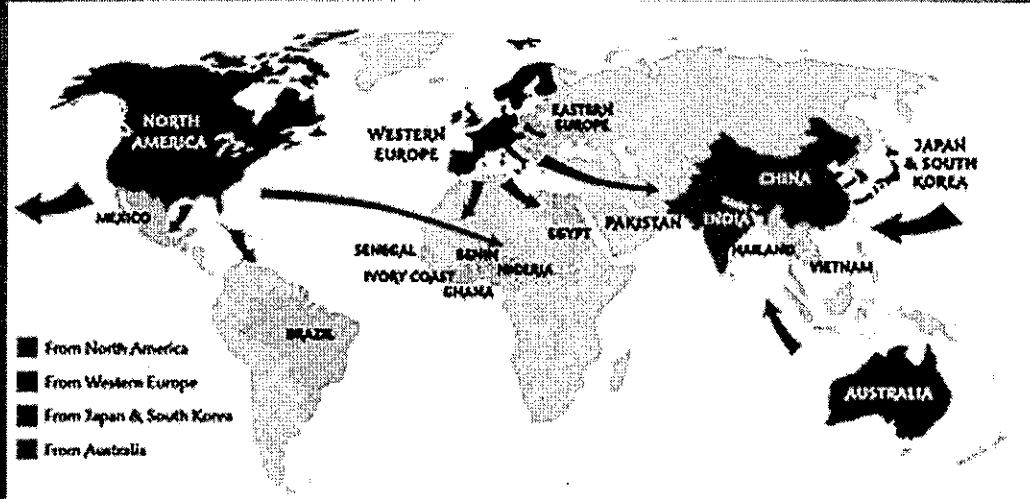 NORTH
AMERICA
WESTERN
EUROPE
EASTERN
EUROPE
JAPAN
& SOUTH
KOREA
CHINA
MEXICO
PAKISTAN
INDIA
EGYPT
THAILAND
SENEGAL
BENIN
NIGERIA
IVORY COAST
GHANA
VIETNAM
BRAZIL
AUSTRALIA
From North America
From Western Europe
From Japan & South Korea
From Australia